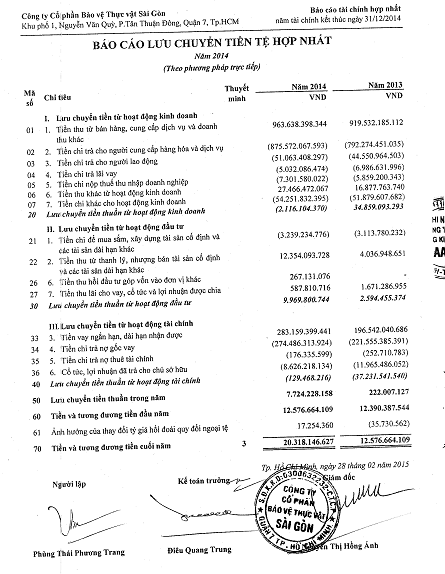 Công ty Cổ phần Bảo vệ Thực vật Sài Gòn Báo cáo tài chính hợp nhất
Khu phố 1, Nguyễn Văn Quỳ, P.Tân Thuận Đông, Quận 7, Tp.HCM năm tài chính kết thúc ngày 31/12/2014
BÁO CÁO LƯU CHUYỂN TIỀN TỆ HỢP NHẤT
Năm 2014
(Theo phương pháp trực tiếp)
Mã số Chỉ tiêu Thuyết minh Năm 2014 VND Năm 2013 VND
I. Lưu chuyển tiền từ hoạt động kinh doanh
01 1. Tiền thu từ bán hàng, cung cấp dịch vụ và doanh 963.638.398.344 919.532.185.112
thu khác
02 2. Tiền chi trả cho người cung cấp hàng hóa và dịch vụ (875.572.067.593) (792.274.451.035)
03 3. Tiền chi trả cho người lao động (51.063.408.297) (44.550.964.503)
04 4. Tiền chi trả lãi vay (5.032.086.474) (6.986.631.996)
05 5. Tiền chi nộp thuế thu nhập doanh nghiệp (7.301.580.022) (5.859.200.343)
06 6. Tiền thu khác từ hoạt động kinh doanh 27.466.472.067 16.877.763.740
07 7. Tiền chi khác cho hoạt động kinh doanh (54.251.832.395) (51.879.607.682)
20 Lưu chuyển tiền thuần từ hoạt động kinh doanh (2.116.104.370) 34.859.093.293
II. Lưu chuyển tiền từ hoạt động đầu tư
21 1. Tiền chi để mua sắm, xây dựng tài sản cố định và (3.239.234.776) (3.113.780.232)
các tài sản dài hạn khác
22 2. Tiền thu từ thanh lý, nhượng bán tài sản cố định 12.354.093.728 4.036.948.651
và các tài sản dài hạn khác
26 6. Tiền thu hồi đầu tư góp vốn vào đơn vị khác 267.131.076
27 7. Tiền thu lãi cho vay, cổ tức và lợi nhuận được chia 587.810.716 1.671.286.955
30 Lưu chuyển tiền thuần từ hoạt động đầu tư 9.969.800.744 2.594.455.374
III. Lưu chuyển tiền từ hoạt động tài chính
33 3. Tiền vay ngắn hạn, dài hạn nhận được 283.159.399.441 196.542.040.686
34 4. Tiền chi trả nợ gốc vay (274.486.313.924) (221.555.385.391)
35 5. Tiền chi trả nợ thuê tài chính (176.335.599) (252.710.783)
36 6. Cổ tức, lợi nhuận đã trả cho chủ sở hữu (8.626.218.134) (11.965.486.052)
40 Lưu chuyển tiền thuần từ hoạt động tài chính (129.468.216) (37.231.541.540)
50 Lưu chuyển tiền thuần trong năm 7.724.228.158 222.007.127
60 Tiền và tương đương tiền đầu năm 12.576.664.109 12.390.387.544
61 Ảnh hưởng của thay đổi tỷ giá hối đoái quy đổi ngoại tệ 17.254.360 (35.730.562)
70 Tiền và tương đương tiền cuối năm 3 20.318.146.627 12.576.664.109
Tp. Hồ Chí Minh, ngày 28 tháng 02 năm 2015
Người lập Kế toán trưởng Giám đốc
CÔNG TY
CỔ PHẦN
BẢO VỆ THỰC VẬT
SÀI GÒN
Phùng Thái Phương Trang Điêu Quang Trung Thị Hồng Ánh